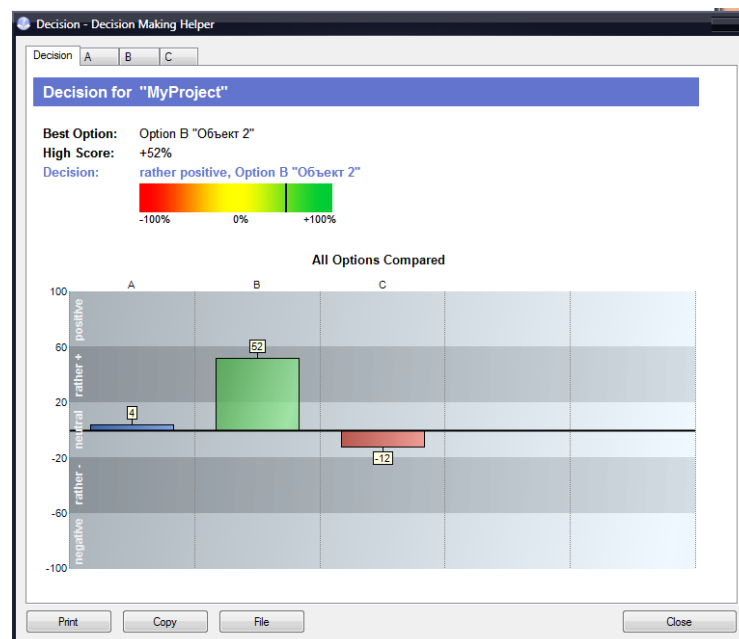 Decision - Decision Making Helper
Decision A B C
Decision for "MyProject"
Best Option: Option B "Объект 2"
High Score: +52%
Decision: rather positive, Option B "Объект 2"
-100% 0% +100%
All Options Compared
A B C
100
positive
60
52
rather +
20
4
neutral
-20
-12
rather -
-60
negative
-100
Print Copy File Close